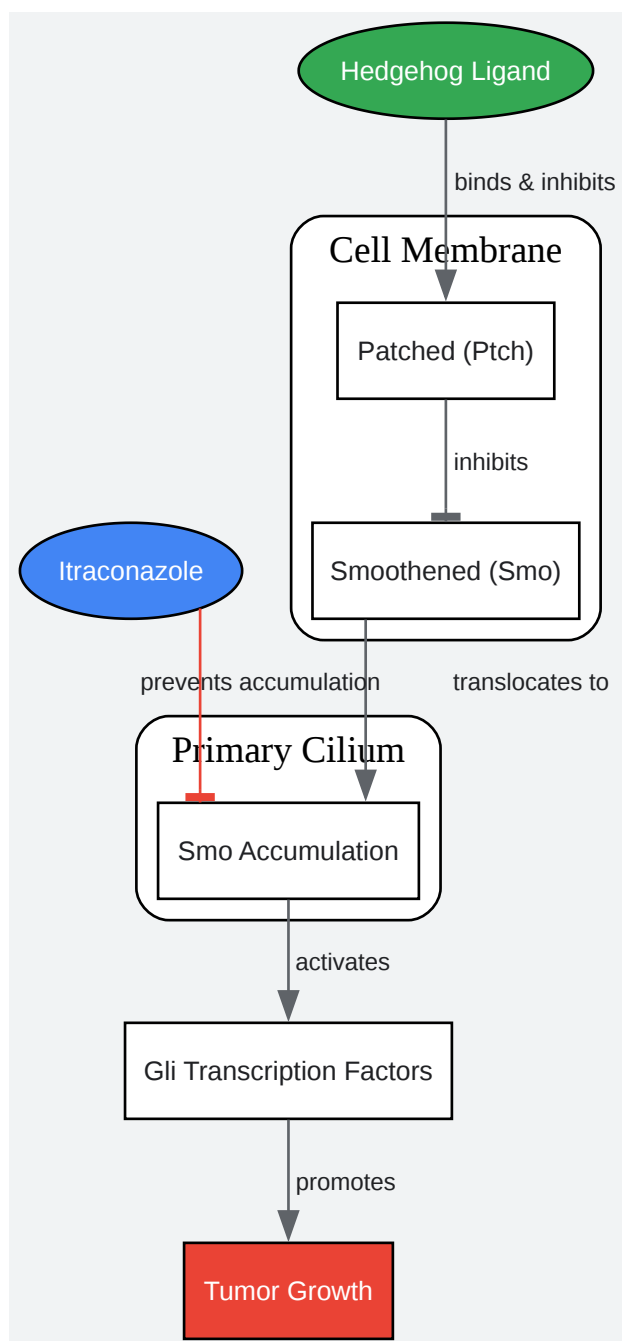 Hedgehog Ligand
binds & inhibits
Cell Membrane
Patched (Ptch)
inhibits
Itraconazole
Smoothened (Smo)
prevents accumulation
translocates to
Primary Cilium
Smo Accumulation
activates
Gli Transcription Factors
promotes
Tumor Growth